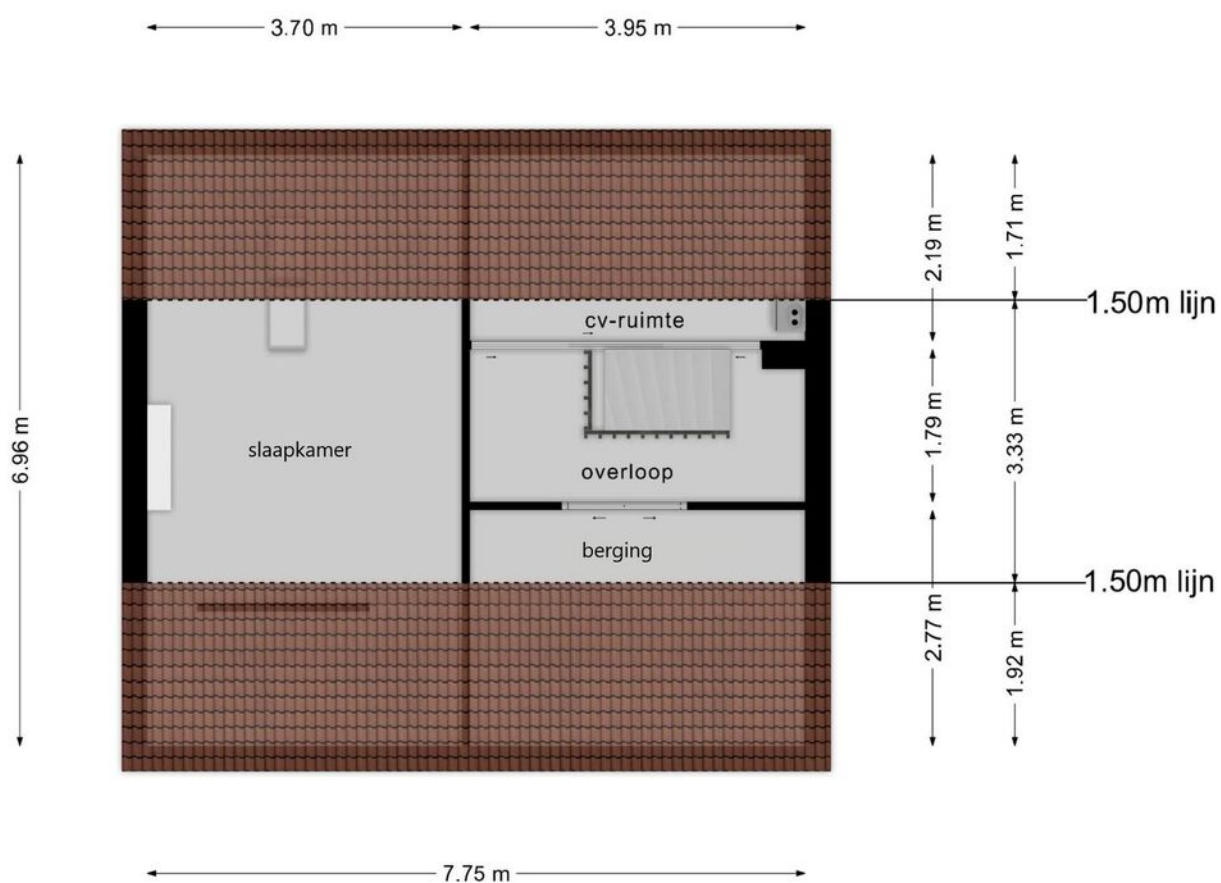 3.70 m
3.95 m
6.96 m
2.19 m
1.71 m
1.50m lijn
cv-ruimte
slaapkamer
1.79 m
3.33 m
overloop
berging
1.50m lijn
2.77 m
1.92 m
7.75 m